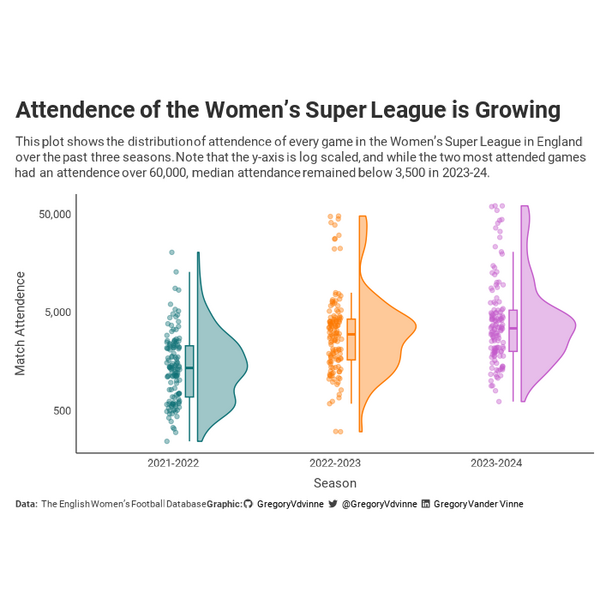 Attendence of the Women's Super League is Growing
This plot shows the distribution of attendence of every game in the Women's Super League in England
over the past three seasons. Note that the y-axis is log scaled, and while the two most attended games
had an attendence over 60,000, median attendance remained below 3,500 in 2023-24.
50,000
5,000
500
Match Attendence
2021-2022
2022-2023
2023-2024
Season
Data: The English Women's Football Database Graphic: GregoryVdvinne @GregoryVdvinne Gregory Vander Vinne